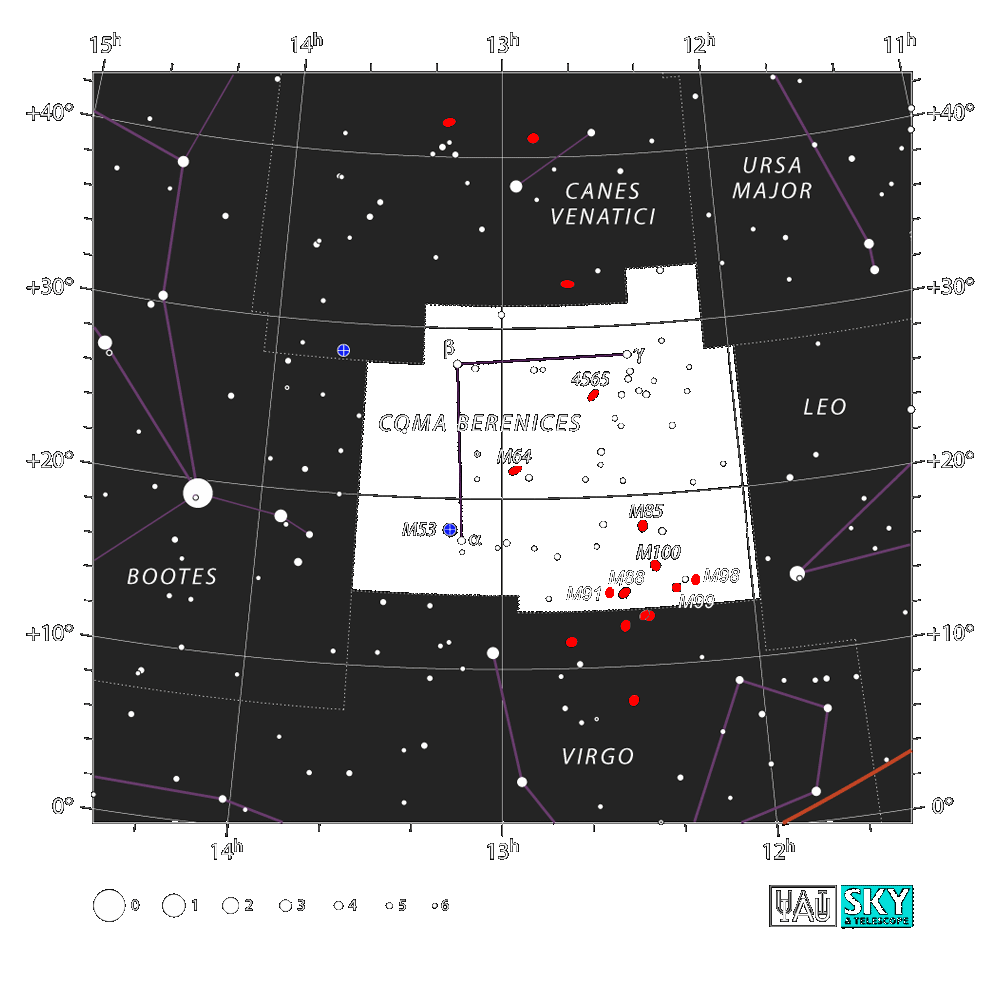 15h 14h 13h 12h 11h
+40° +40°
URSA
MAJOR
CANES
VENATICI
+30° +30°
β γ
4565
LEO
COMA BERENICES
+20° M64 +20°
M85
M53 α
M100
BOOTES M88 M98
M91 M99
+10° +10°
VIRGO
0° 0°
14h 13h 12h
0 1 2 3 4 5 6
IAU SKY
& TELESCOPE